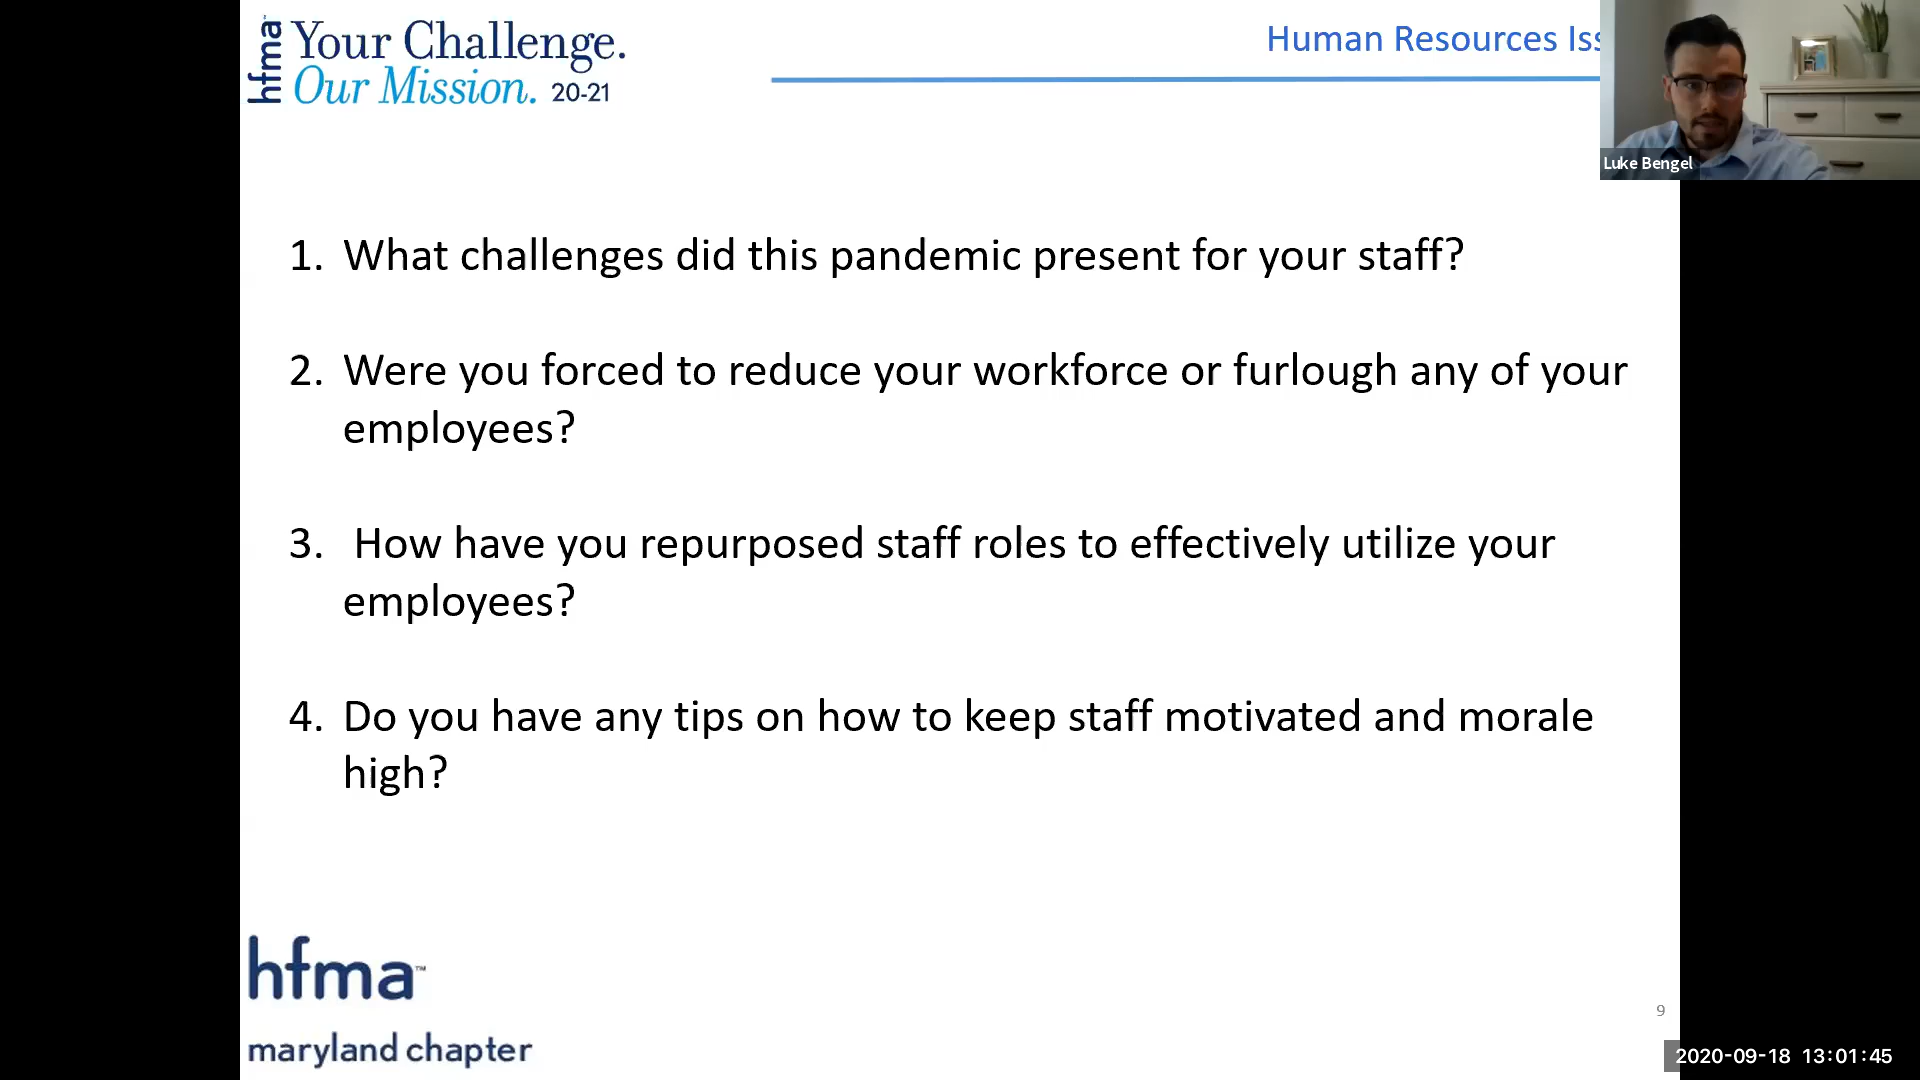 hfma
Your Challenge.
Our Mission. 20-21
Human Resources
Luke Bengel
1. What challenges did this pandemic present for your staff?
2. Were you forced to reduce your workforce or furlough any of your
employees?
3. How have you repurposed staff roles to effectively utilize your
employees?
4. Do you have any tips on how to keep staff motivated and morale
high?
hfma™
maryland chapter
9
2020-09-18 13:01:45